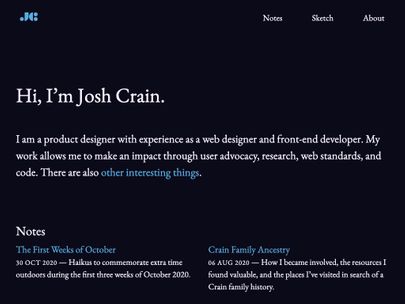 Notes Sketch About
Hi, I’m Josh Crain.
I am a product designer with experience as a web designer and front-end developer. My
work allows me to make an impact through user advocacy, research, web standards, and
code. There are also other interesting things.
Notes
The First Weeks of October
30 OCT 2020 — Haikus to commemorate extra time
outdoors during the first three weeks of October 2020.
Crain Family Ancestry
06 AUG 2020 — How I became involved, the resources I
found valuable, and the places I’ve visited in search of a
Crain family history.